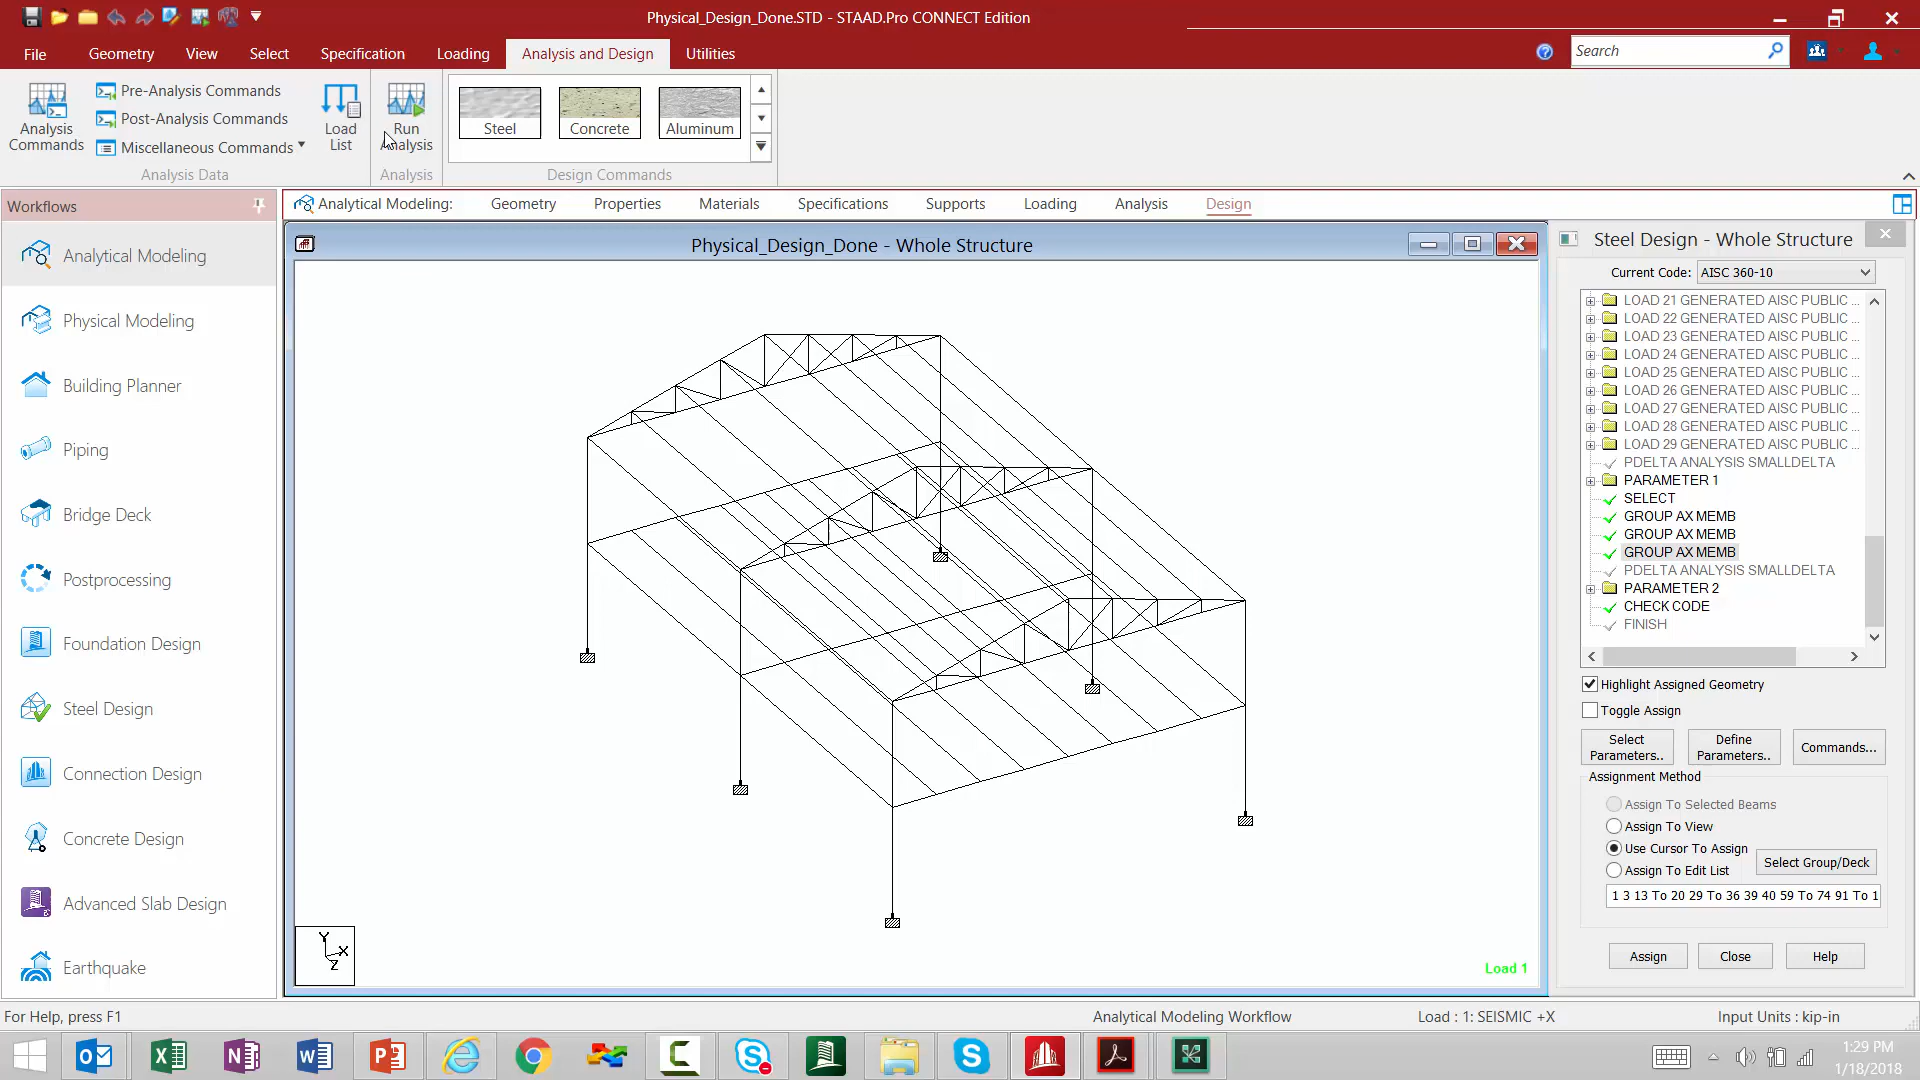 Physical_Design_Done.STD - STAAD.Pro CONNECT Edition
File
Geometry
View
Select
Specification
Loading
Analysis and Design
Utilities
Search
Analysis
Commands
Pre-Analysis Commands
Post-Analysis Commands
Miscellaneous Commands
Load
List
Analysis Data
Run
Analysis
Analysis
Steel
Concrete
Aluminum
Design Commands
Workflows
Analytical Modeling
Physical Modeling
Building Planner
Piping
Bridge Deck
Postprocessing
Foundation Design
Steel Design
Connection Design
Concrete Design
Advanced Slab Design
Earthquake
Analytical Modeling:
Geometry
Properties
Materials
Specifications
Supports
Loading
Analysis
Design
Physical_Design_Done - Whole Structure
Y
X
Z
Load 1
Steel Design - Whole Structure
Current Code:
AISC 360-10
LOAD 21 GENERATED AISC PUBLIC ...
LOAD 22 GENERATED AISC PUBLIC ...
LOAD 23 GENERATED AISC PUBLIC ...
LOAD 24 GENERATED AISC PUBLIC ...
LOAD 25 GENERATED AISC PUBLIC ...
LOAD 26 GENERATED AISC PUBLIC ...
LOAD 27 GENERATED AISC PUBLIC ...
LOAD 28 GENERATED AISC PUBLIC ...
LOAD 29 GENERATED AISC PUBLIC ...
PDELTA ANALYSIS SMALLDELTA
PARAMETER 1
SELECT
GROUP AX MEMB
GROUP AX MEMB
GROUP AX MEMB
PDELTA ANALYSIS SMALLDELTA
PARAMETER 2
CHECK CODE
FINISH
Highlight Assigned Geometry
Toggle Assign
Select
Parameters..
Define
Parameters..
Commands...
Assignment Method
Assign To Selected Beams
Assign To View
Use Cursor To Assign
Assign To Edit List
Select Group/Deck
1 3 13 To 20 29 To 36 39 40 59 To 74 91 To 1
Assign
Close
Help
For Help, press F1
Analytical Modeling Workflow
Load : 1: SEISMIC +X
Input Units : kip-in
1:29 PM
1/18/2018